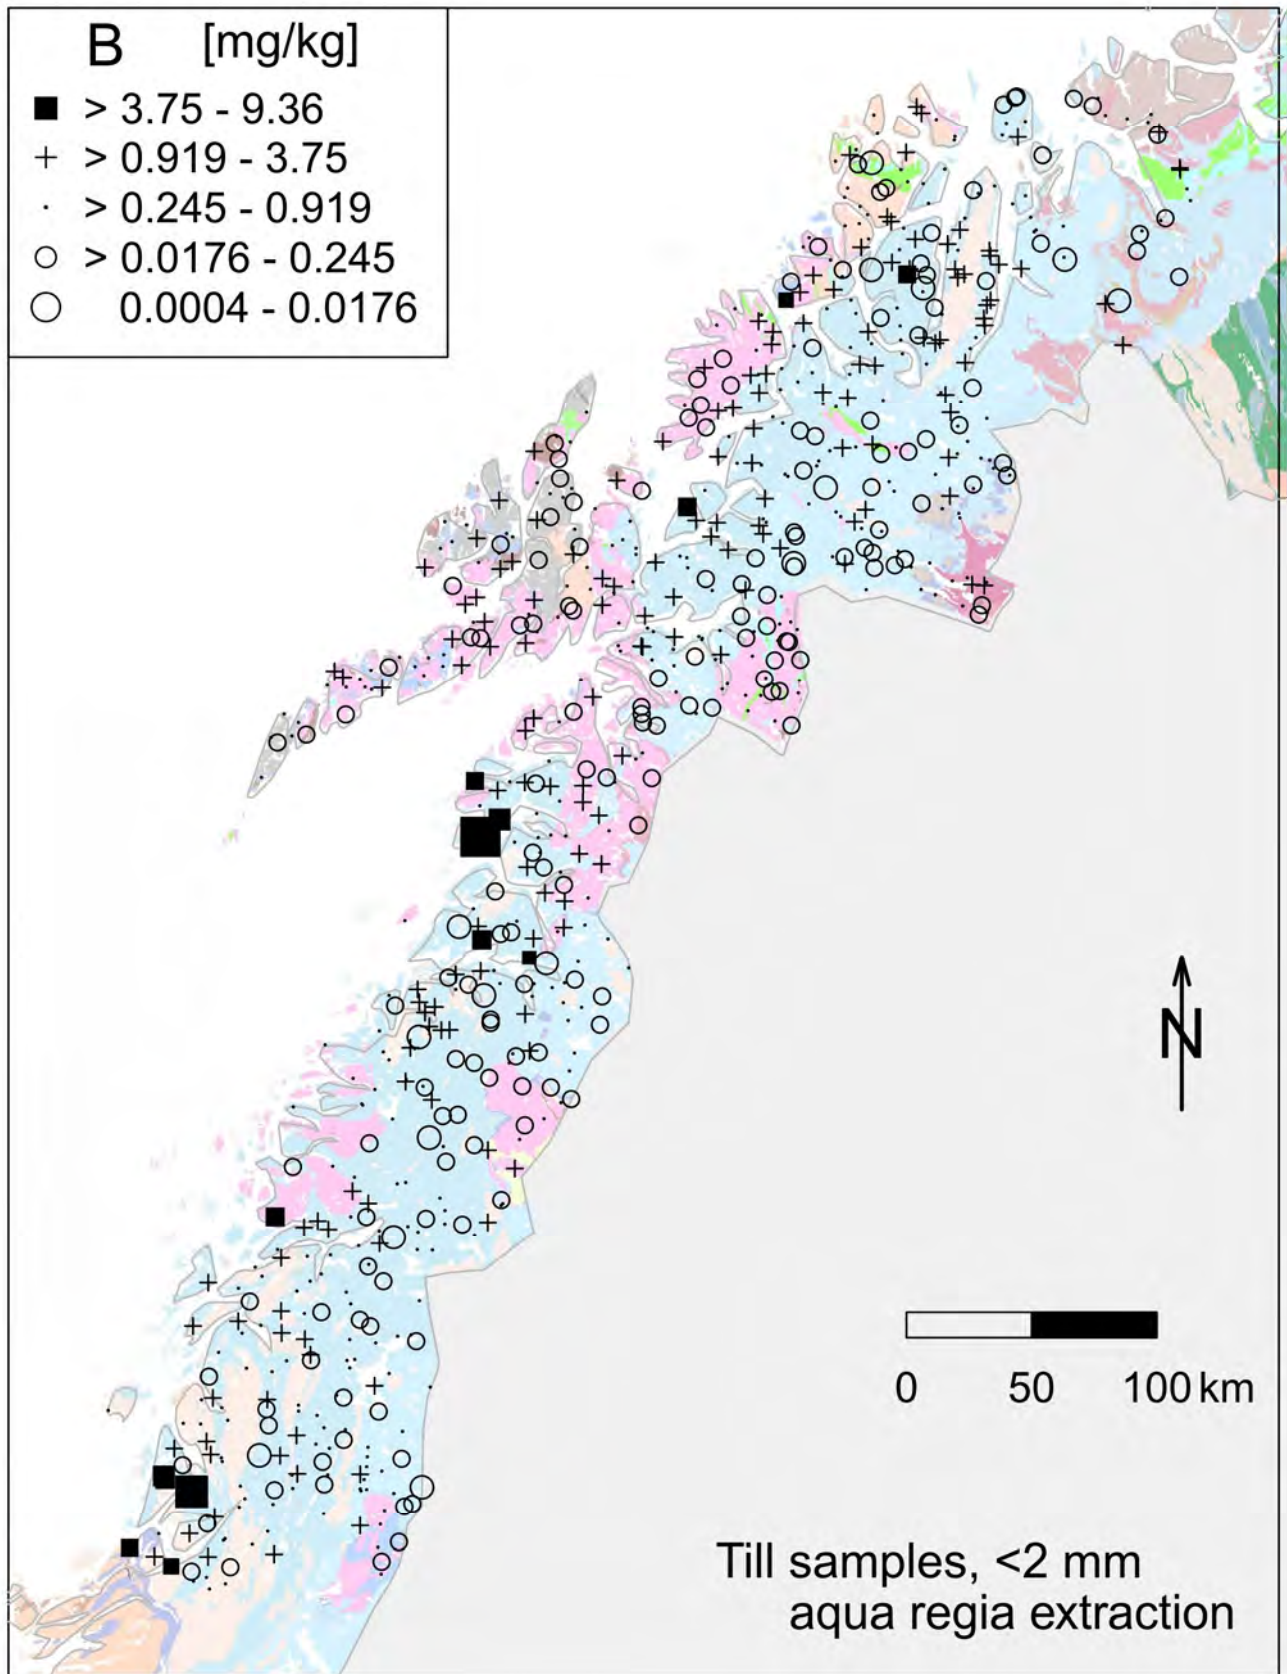 B [mg/kg]
> 3.75 - 9.36
> 0.919 - 3.75
> 0.245 - 0.919
> 0.0176 - 0.245
0.0004 - 0.0176
N
0 50 100 km
Till samples, <2 mm
aqua regia extraction